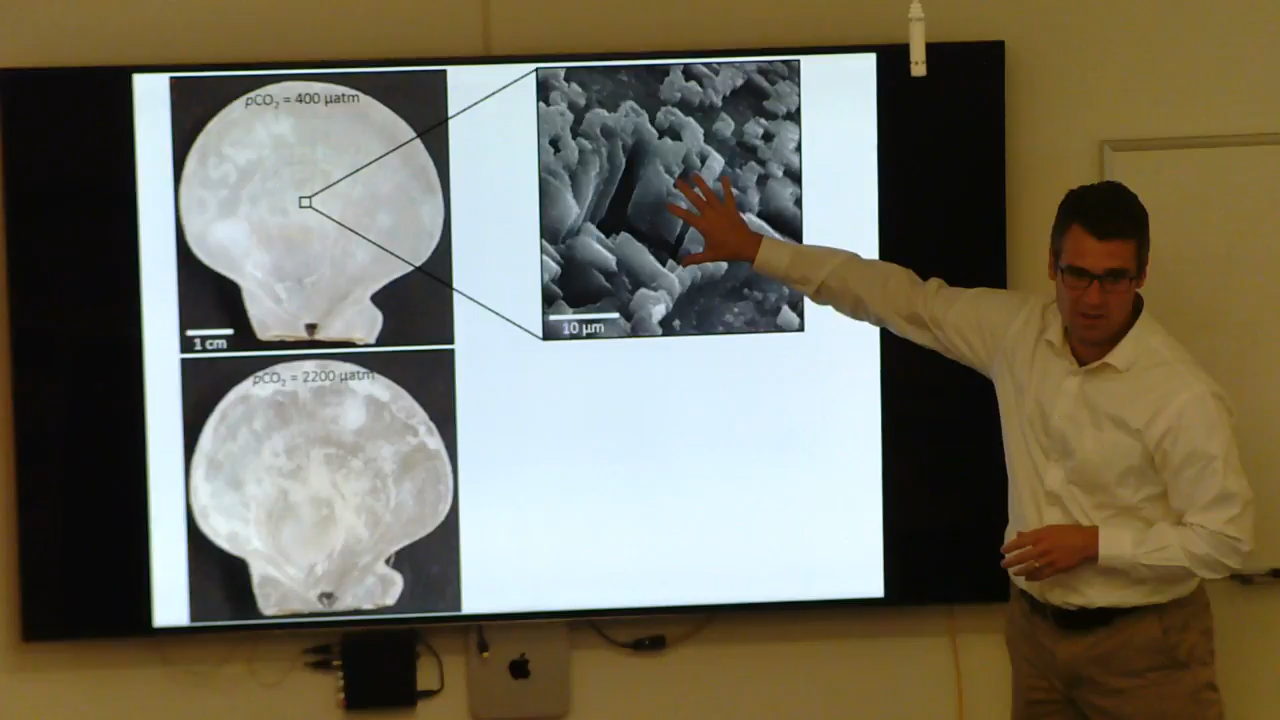 pCO₂ = 400 µatm
1 cm
10 µm
pCO₂ = 2200 µatm